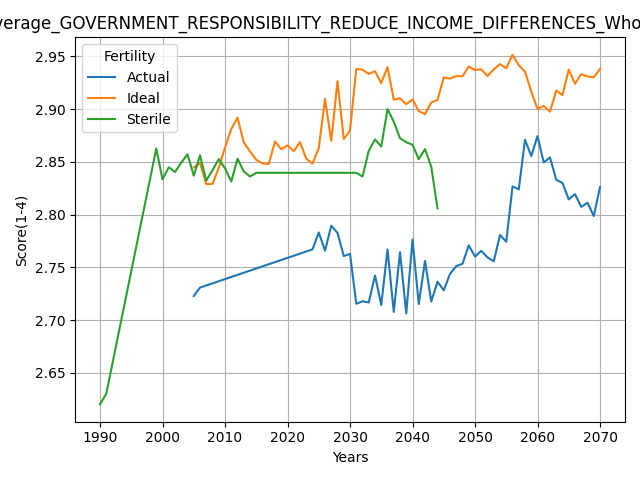 verage_GOVERNMENT_RESPONSIBILITY_REDUCE_INCOME_DIFFERENCES_Who
Fertility
Actual
Ideal
Sterile
Score(1-4)
2.95
2.90
2.85
2.80
2.75
2.70
2.65
1990 2000 2010 2020 2030 2040 2050 2060 2070
Years